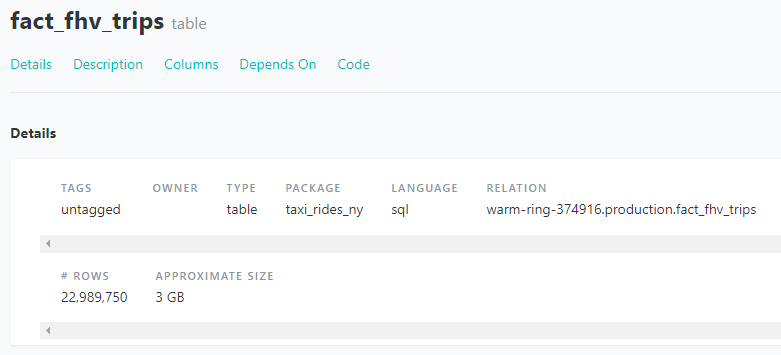 fact_fhv_trips table
Details Description Columns Depends On Code
Details
TAGS OWNER TYPE PACKAGE LANGUAGE RELATION
untagged table taxi_rides_ny sql warm-ring-374916.production.fact_fhv_trips
# ROWS APPROXIMATE SIZE
22,989,750 3 GB